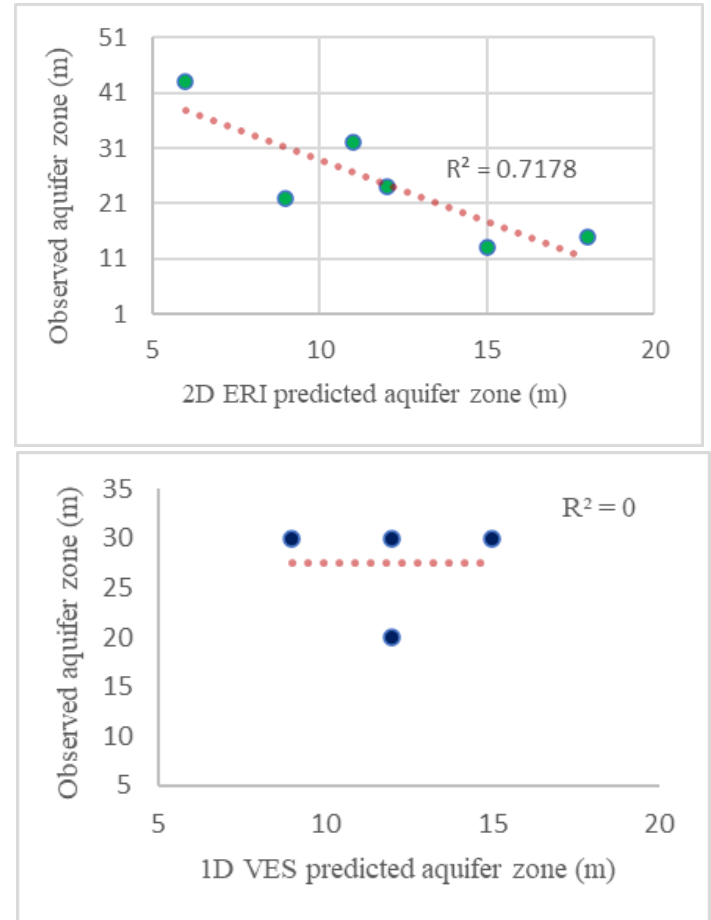 Observed aquifer zone (m)
51
41
31
21
11
1
R² = 0.7178
5 10 15 20
2D ERI predicted aquifer zone (m)
Observed aquifer zone (m)
35
30
25
20
15
10
5
R² = 0
5 10 15 20
1D VES predicted aquifer zone (m)